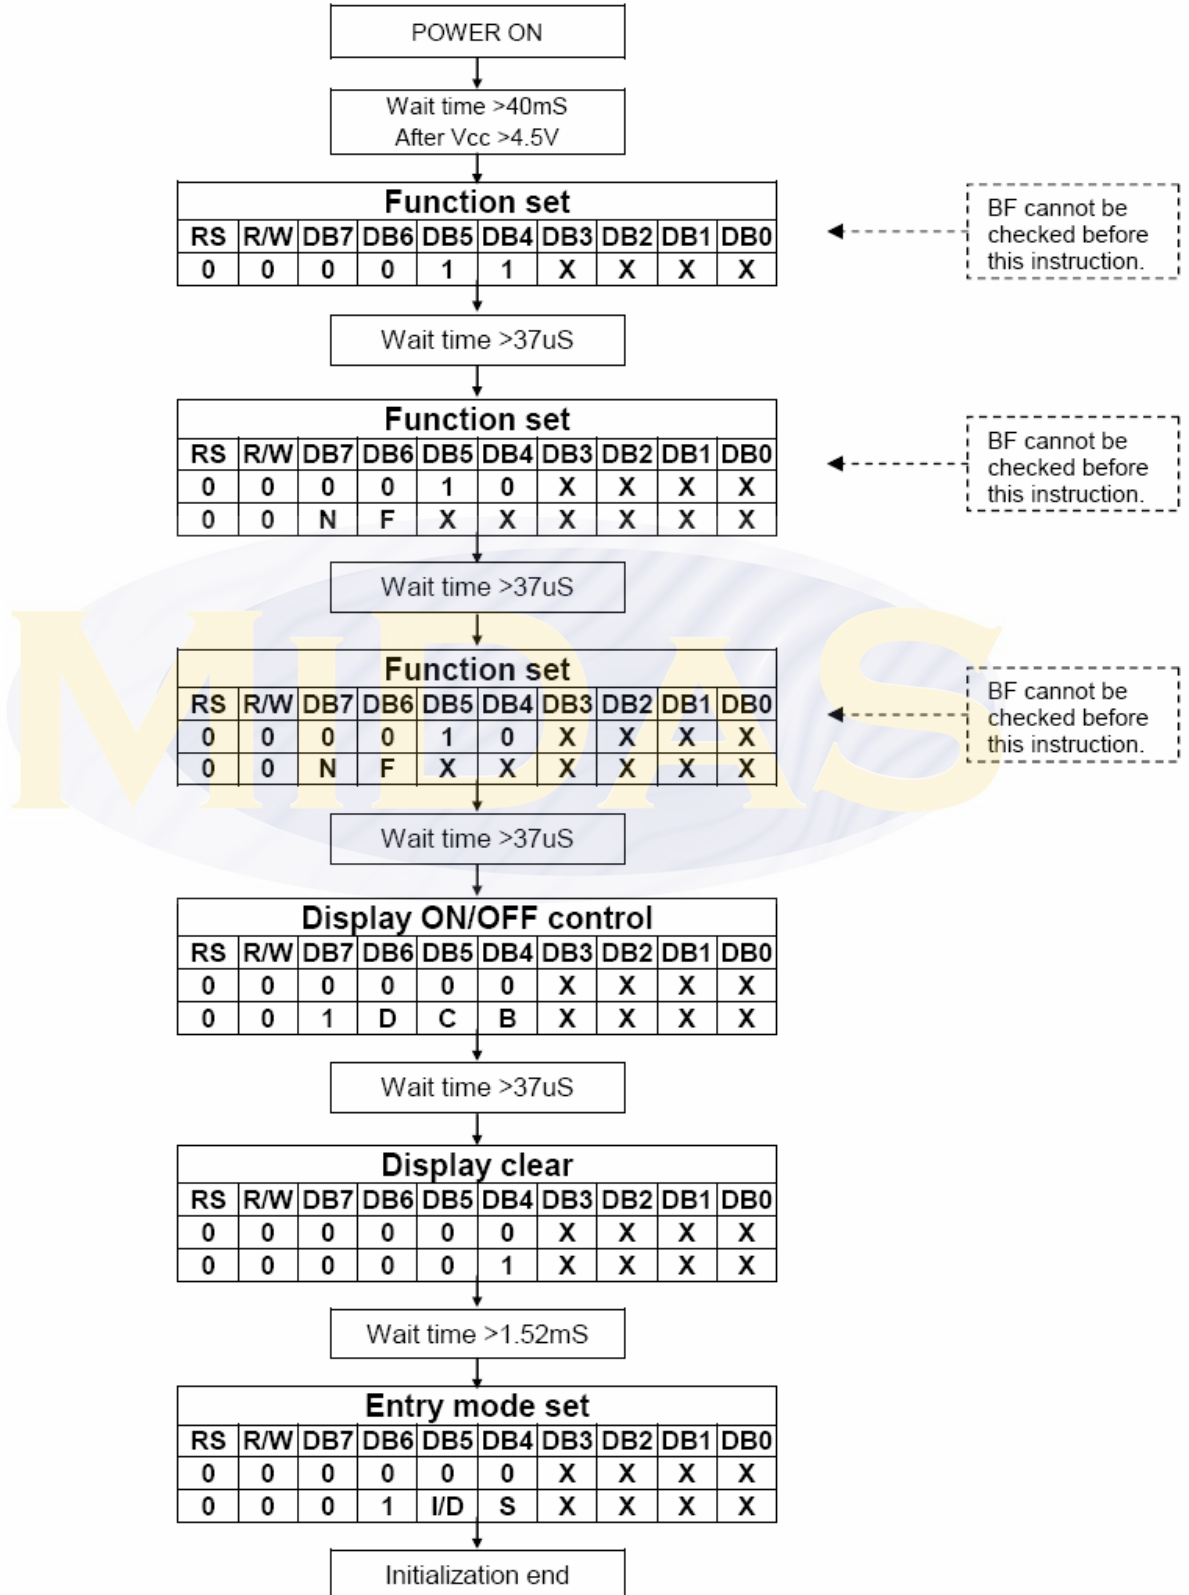 POWER ON
Wait time >40mS
After Vcc >4.5V
Function set
RS R/W DB7 DB6 DB5 DB4 DB3 DB2 DB1 DB0
0 0 0 0 1 1 X X X X
BF cannot be
checked before
this instruction.
Wait time >37uS
Function set
RS R/W DB7 DB6 DB5 DB4 DB3 DB2 DB1 DB0
0 0 0 0 1 0 X X X X
0 0 N F X X X X X X
BF cannot be
checked before
this instruction.
Wait time >37uS
MIDAS
Function set
RS R/W DB7 DB6 DB5 DB4 DB3 DB2 DB1 DB0
0 0 0 0 1 0 X X X X
0 0 N F X X X X X X
BF cannot be
checked before
this instruction.
Wait time >37uS
Display ON/OFF control
RS R/W DB7 DB6 DB5 DB4 DB3 DB2 DB1 DB0
0 0 0 0 0 0 X X X X
0 0 1 D C B X X X X
Wait time >37uS
Display clear
RS R/W DB7 DB6 DB5 DB4 DB3 DB2 DB1 DB0
0 0 0 0 0 0 X X X X
0 0 0 0 0 1 X X X X
Wait time >1.52mS
Entry mode set
RS R/W DB7 DB6 DB5 DB4 DB3 DB2 DB1 DB0
0 0 0 0 0 0 X X X X
0 0 0 1 I/D S X X X X
Initialization end